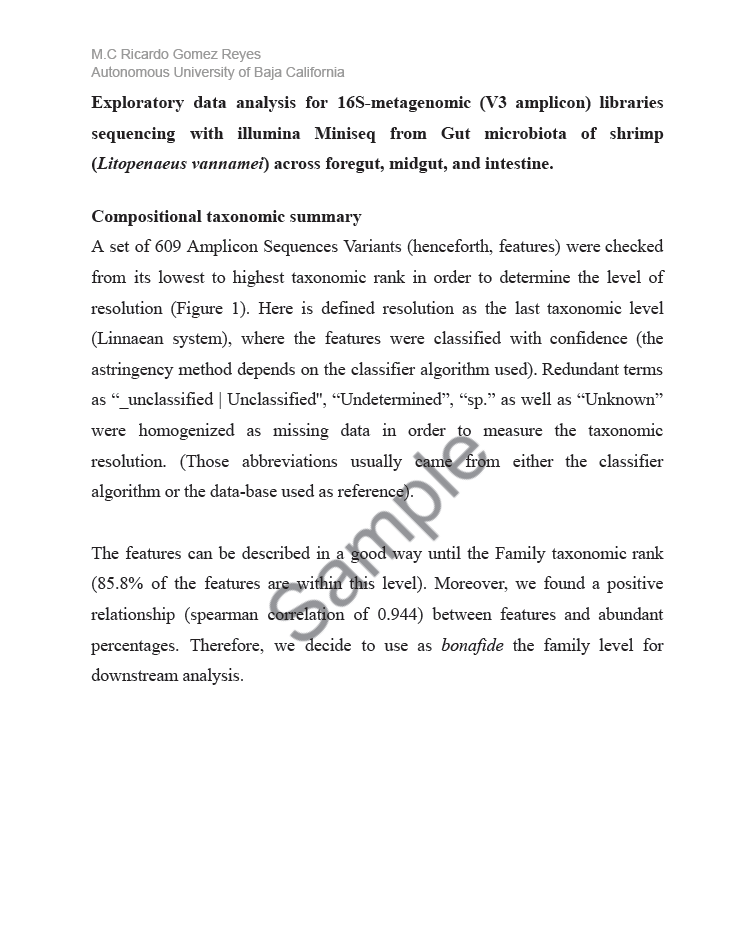 M.C Ricardo Gomez Reyes
Autonomous University of Baja California
Exploratory data analysis for 16S-metagenomic (V3 amplicon) libraries
sequencing with illumina Miniseq from Gut microbiota of shrimp
(Litopenaeus vannamei) across foregut, midgut, and intestine.
Compositional taxonomic summary
A set of 609 Amplicon Sequences Variants (henceforth, features) were checked
from its lowest to highest taxonomic rank in order to determine the level of
resolution (Figure 1). Here is defined resolution as the last taxonomic level
(Linnaean system), where the features were classified with confidence (the
astringency method depends on the classifier algorithm used). Redundant terms
as “_unclassified | Unclassified", “Undetermined”, “sp.” as well as “Unknown”
were homogenized as missing data in order to measure the taxonomic
resolution. (Those abbreviations usually came from either the classifier
algorithm or the data-base used as reference).
The features can be described in a good way until the Family taxonomic rank
(85.8% of the features are within this level). Moreover, we found a positive
relationship (spearman correlation of 0.944) between features and abundant
percentages. Therefore, we decide to use as bonafide the family level for
downstream analysis.
Sample